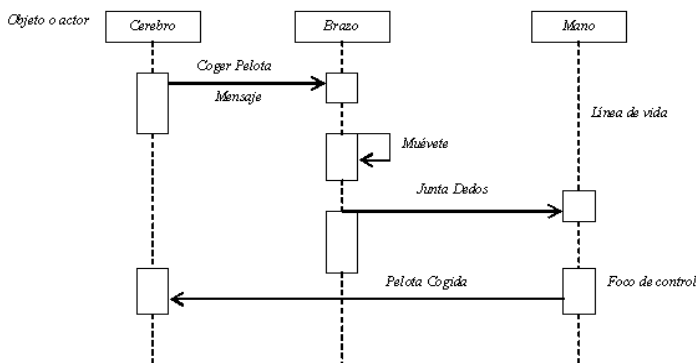 Objeto o actor
Cerebro
Brazo
Mano
Coger Pelota
Mensaje
Línea de vida
Muévete
Junta Dedos
Pelota Cogida
Foco de control